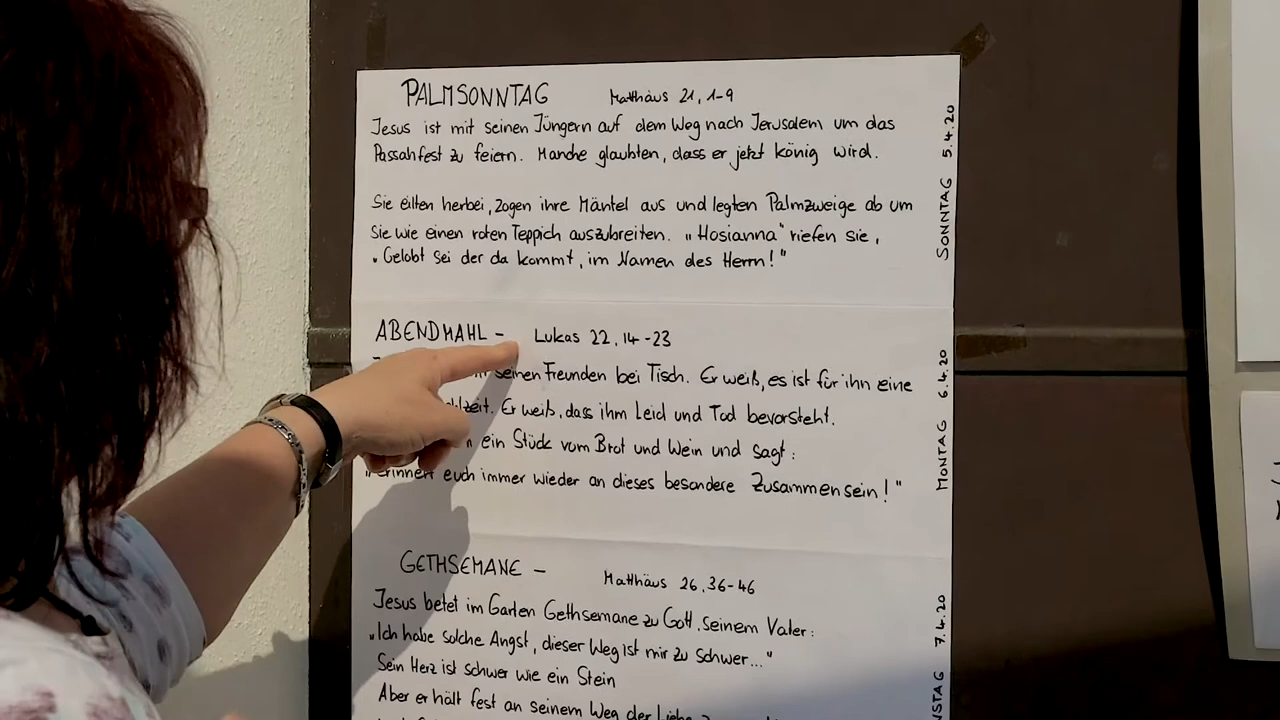 PALMSONNTAG Matthäus 21, 1-9
Jesus ist mit seinen Jüngern auf dem Weg nach Jerusalem um das
Passahfest zu feiern. Manche glaubten, dass er jetzt könig wird.
Sie eilten herbei, zogen ihre Mäntel aus und legten Palmzweige ab um
Sie wie einen roten Teppich auszubreiten. "Hosianna" riefen sie,
"Gelobt sei der da kommt, im Namen des Herrn!"
SONNTAG 5.4.20
ABENDMAHL - Lukas 22, 14-23
seinen Freunden bei Tisch. Er weiß, es ist für ihn eine
Er weiß, dass ihm Leid und Tod bevorsteht.
ein Stück vom Brot und Wein und sagt:
"Erinnert euch immer wieder an dieses besondere Zusammensein!"
MONTAG 6.4.20
GETHSEMANE - Matthäus 26, 36-46
Jesus betet im Garten Gethsemane zu Gott, seinem Vater:
"Ich habe solche Angst, dieser Weg ist mir zu schwer..."
Sein Herz ist schwer wie ein Stein
Aber er hält fest an seinem Weg der Liebe
7.4.20